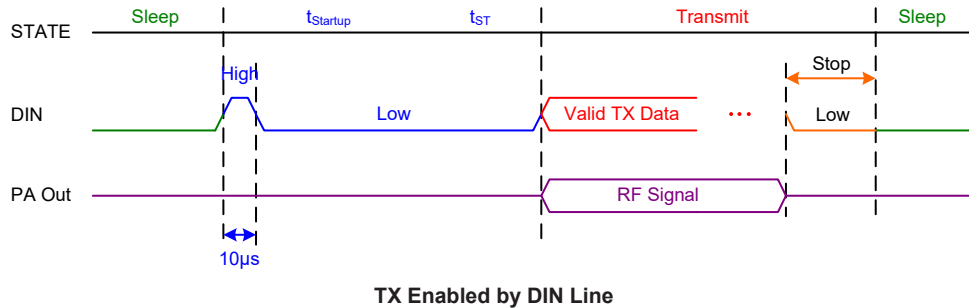 Sleep tStartup tST Transmit Sleep
STATE
High Stop
DIN Low Valid TX Data ... Low
PA Out RF Signal
10µs
TX Enabled by DIN Line